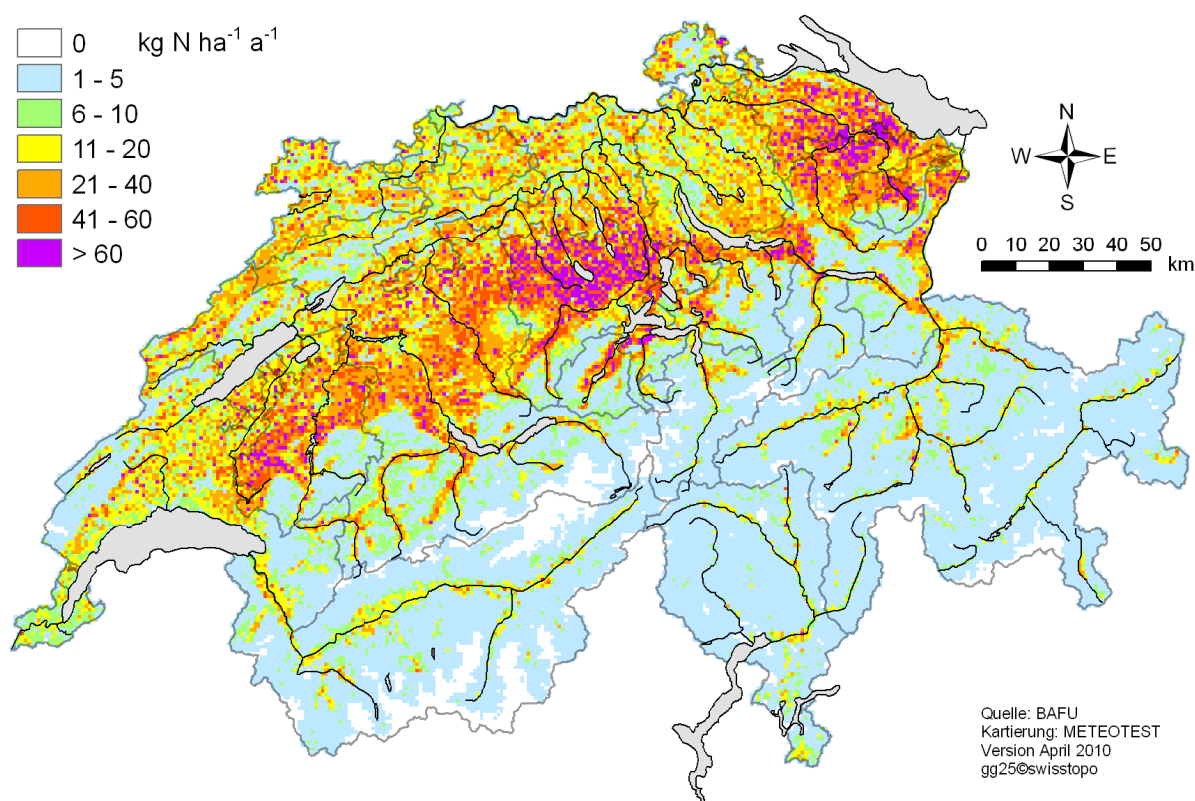 0 kg N ha⁻¹ a⁻¹
1 - 5
6 - 10
11 - 20
21 - 40
41 - 60
> 60
N
W E
S
0 10 20 30 40 50
km
Quelle: BAFU
Kartierung: METEOTEST
Version April 2010
gg25©swisstopo